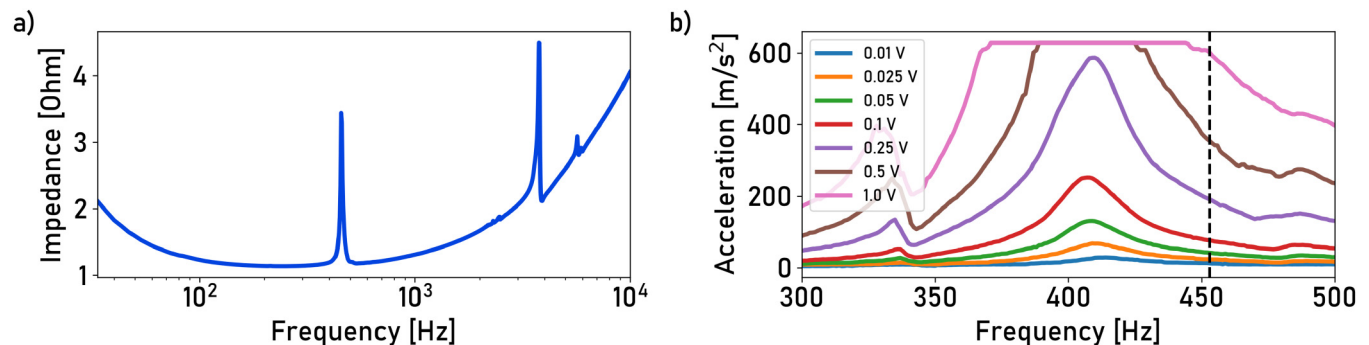 a)
Impedance [Ohm]
4
3
2
1
10²
10³
10⁴
Frequency [Hz]
b)
Acceleration [m/s²]
600
400
200
0
0.01 V
0.025 V
0.05 V
0.1 V
0.25 V
0.5 V
1.0 V
300
350
400
450
500
Frequency [Hz]